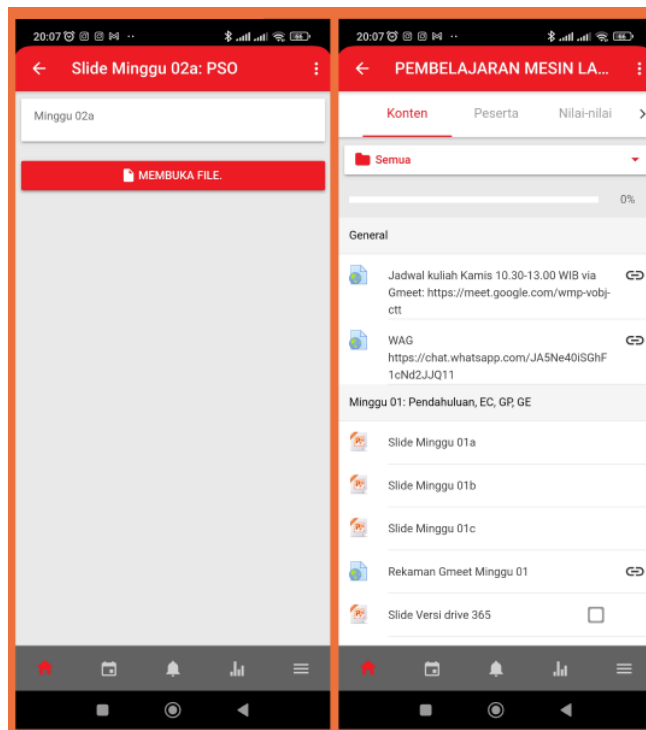 20:07
66
Slide Minggu 02a: PSO
Minggu 02a
MEMBUKA FILE.
20:07
66
PEMBELAJARAN MESIN LA...
Konten
Peserta
Nilai-nilai
Semua
0%
General
Jadwal kuliah Kamis 10.30-13.00 WIB via
Gmeet: https://meet.google.com/wmp-vobj-
ctt
WAG
https://chat.whatsapp.com/JA5Ne40iSGhF
1cNd2JJQ11
Minggu 01: Pendahuluan, EC, GP, GE
Slide Minggu 01a
Slide Minggu 01b
Slide Minggu 01c
Rekaman Gmeet Minggu 01
Slide Versi drive 365